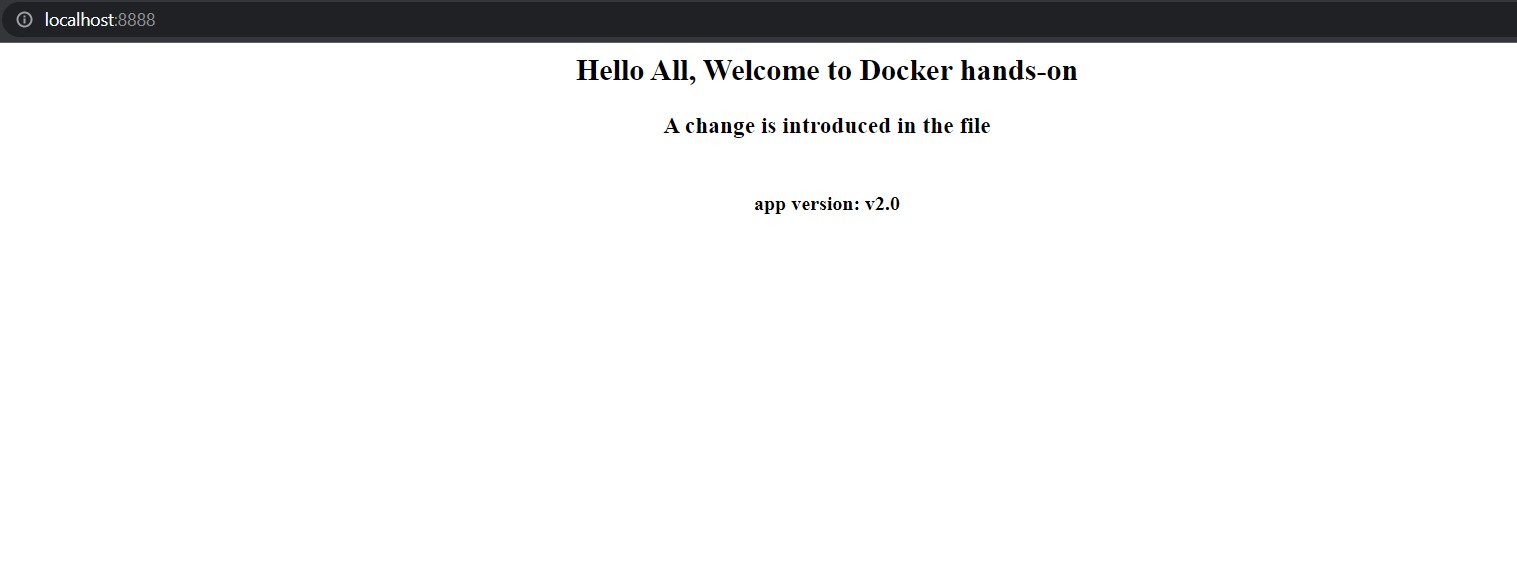 localhost:8888
Hello All, Welcome to Docker hands-on
A change is introduced in the file
app version: v2.0